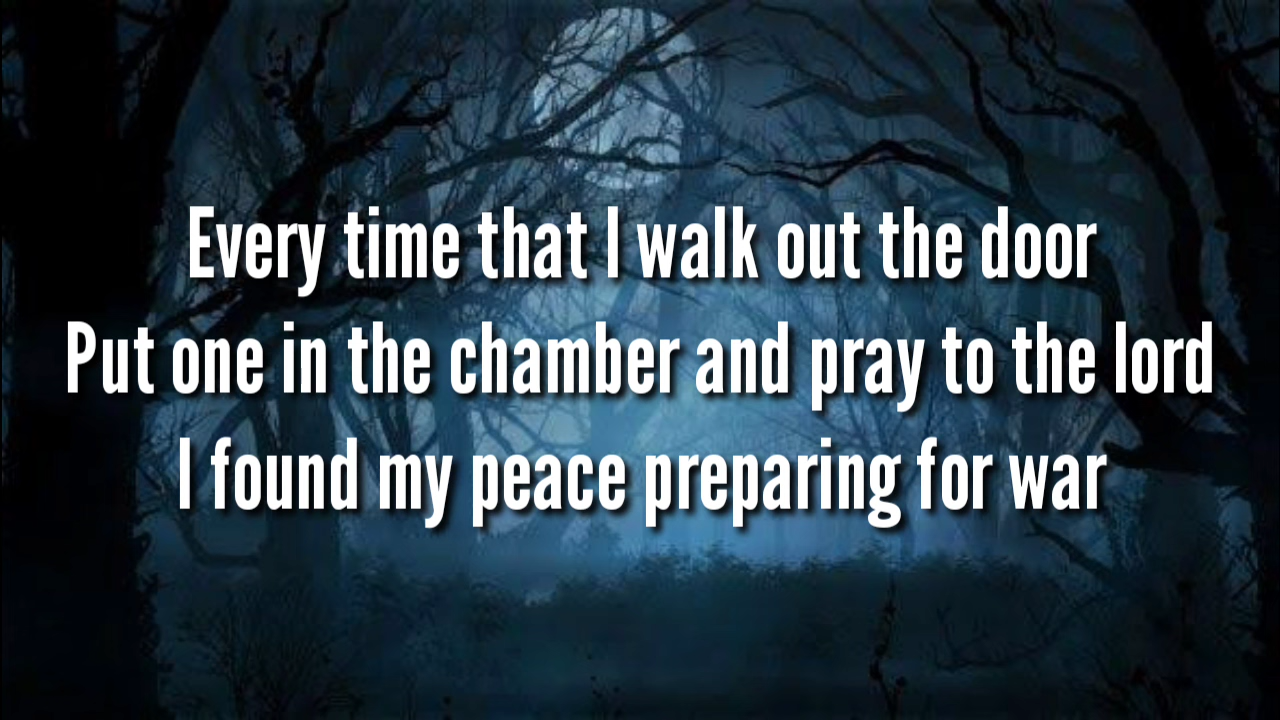 Every time that I walk out the door
Put one in the chamber and pray to the lord
I found my peace preparing for war